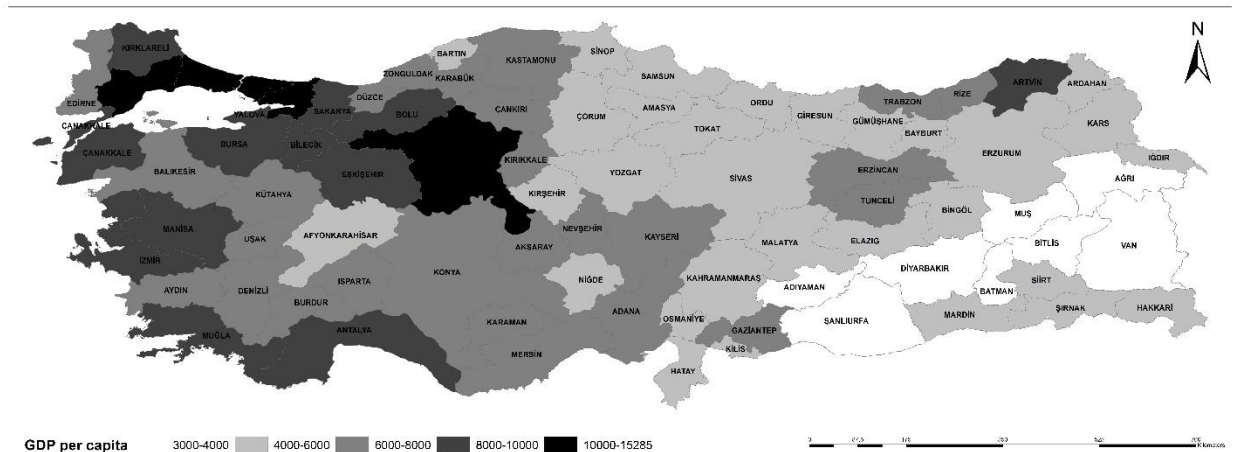 N
KIRKLARELİ
EDİRNE
ÇANAKKALE
YALOVA
SAKARYA
DÜZCE
ZONGULDAK
BARTIN
KARABÜK
KASTAMONU
SİNOP
SAMSUN
ORDU
GİRESUN
TRABZON
RİZE
ARTVİN
ARDAHAN
ÇANAKKALE
BALIKESİR
BURSA
BİLECİK
BOLU
ÇANKIRI
ÇORUM
AMASYA
TOKAT
GÜMÜŞHANE
BAYBURT
ERZURUM
KARS
IĞDIR
AĞRI
KÜTAHYA
ESKİŞEHİR
KIRIKKALE
KIRŞEHİR
YOZGAT
SİVAS
ERZİNCAN
TUNCELİ
BİNGÖL
MUŞ
BİTLİS
VAN
MANİSA
İZMİR
UŞAK
AFYONKARAHİSAR
AKSARAY
NEVŞEHİR
KAYSERİ
MALATYA
ELAZIG
DİYARBAKIR
BATMAN
SİİRT
ŞIRNAK
HAKKARİ
AYDIN
DENİZLİ
BURDUR
ISPARTA
KONYA
NİĞDE
KAHRAMANMARAŞ
ADIYAMAN
ŞANLIURFA
MARDİN
MUĞLA
ANTALYA
KARAMAN
MERSİN
ADANA
OSMANİYE
GAZİANTEP
KİLİS
HATAY
GDP per capita 3000-4000 4000-6000 6000-8000 8000-10000 10000-15285
Kilometers